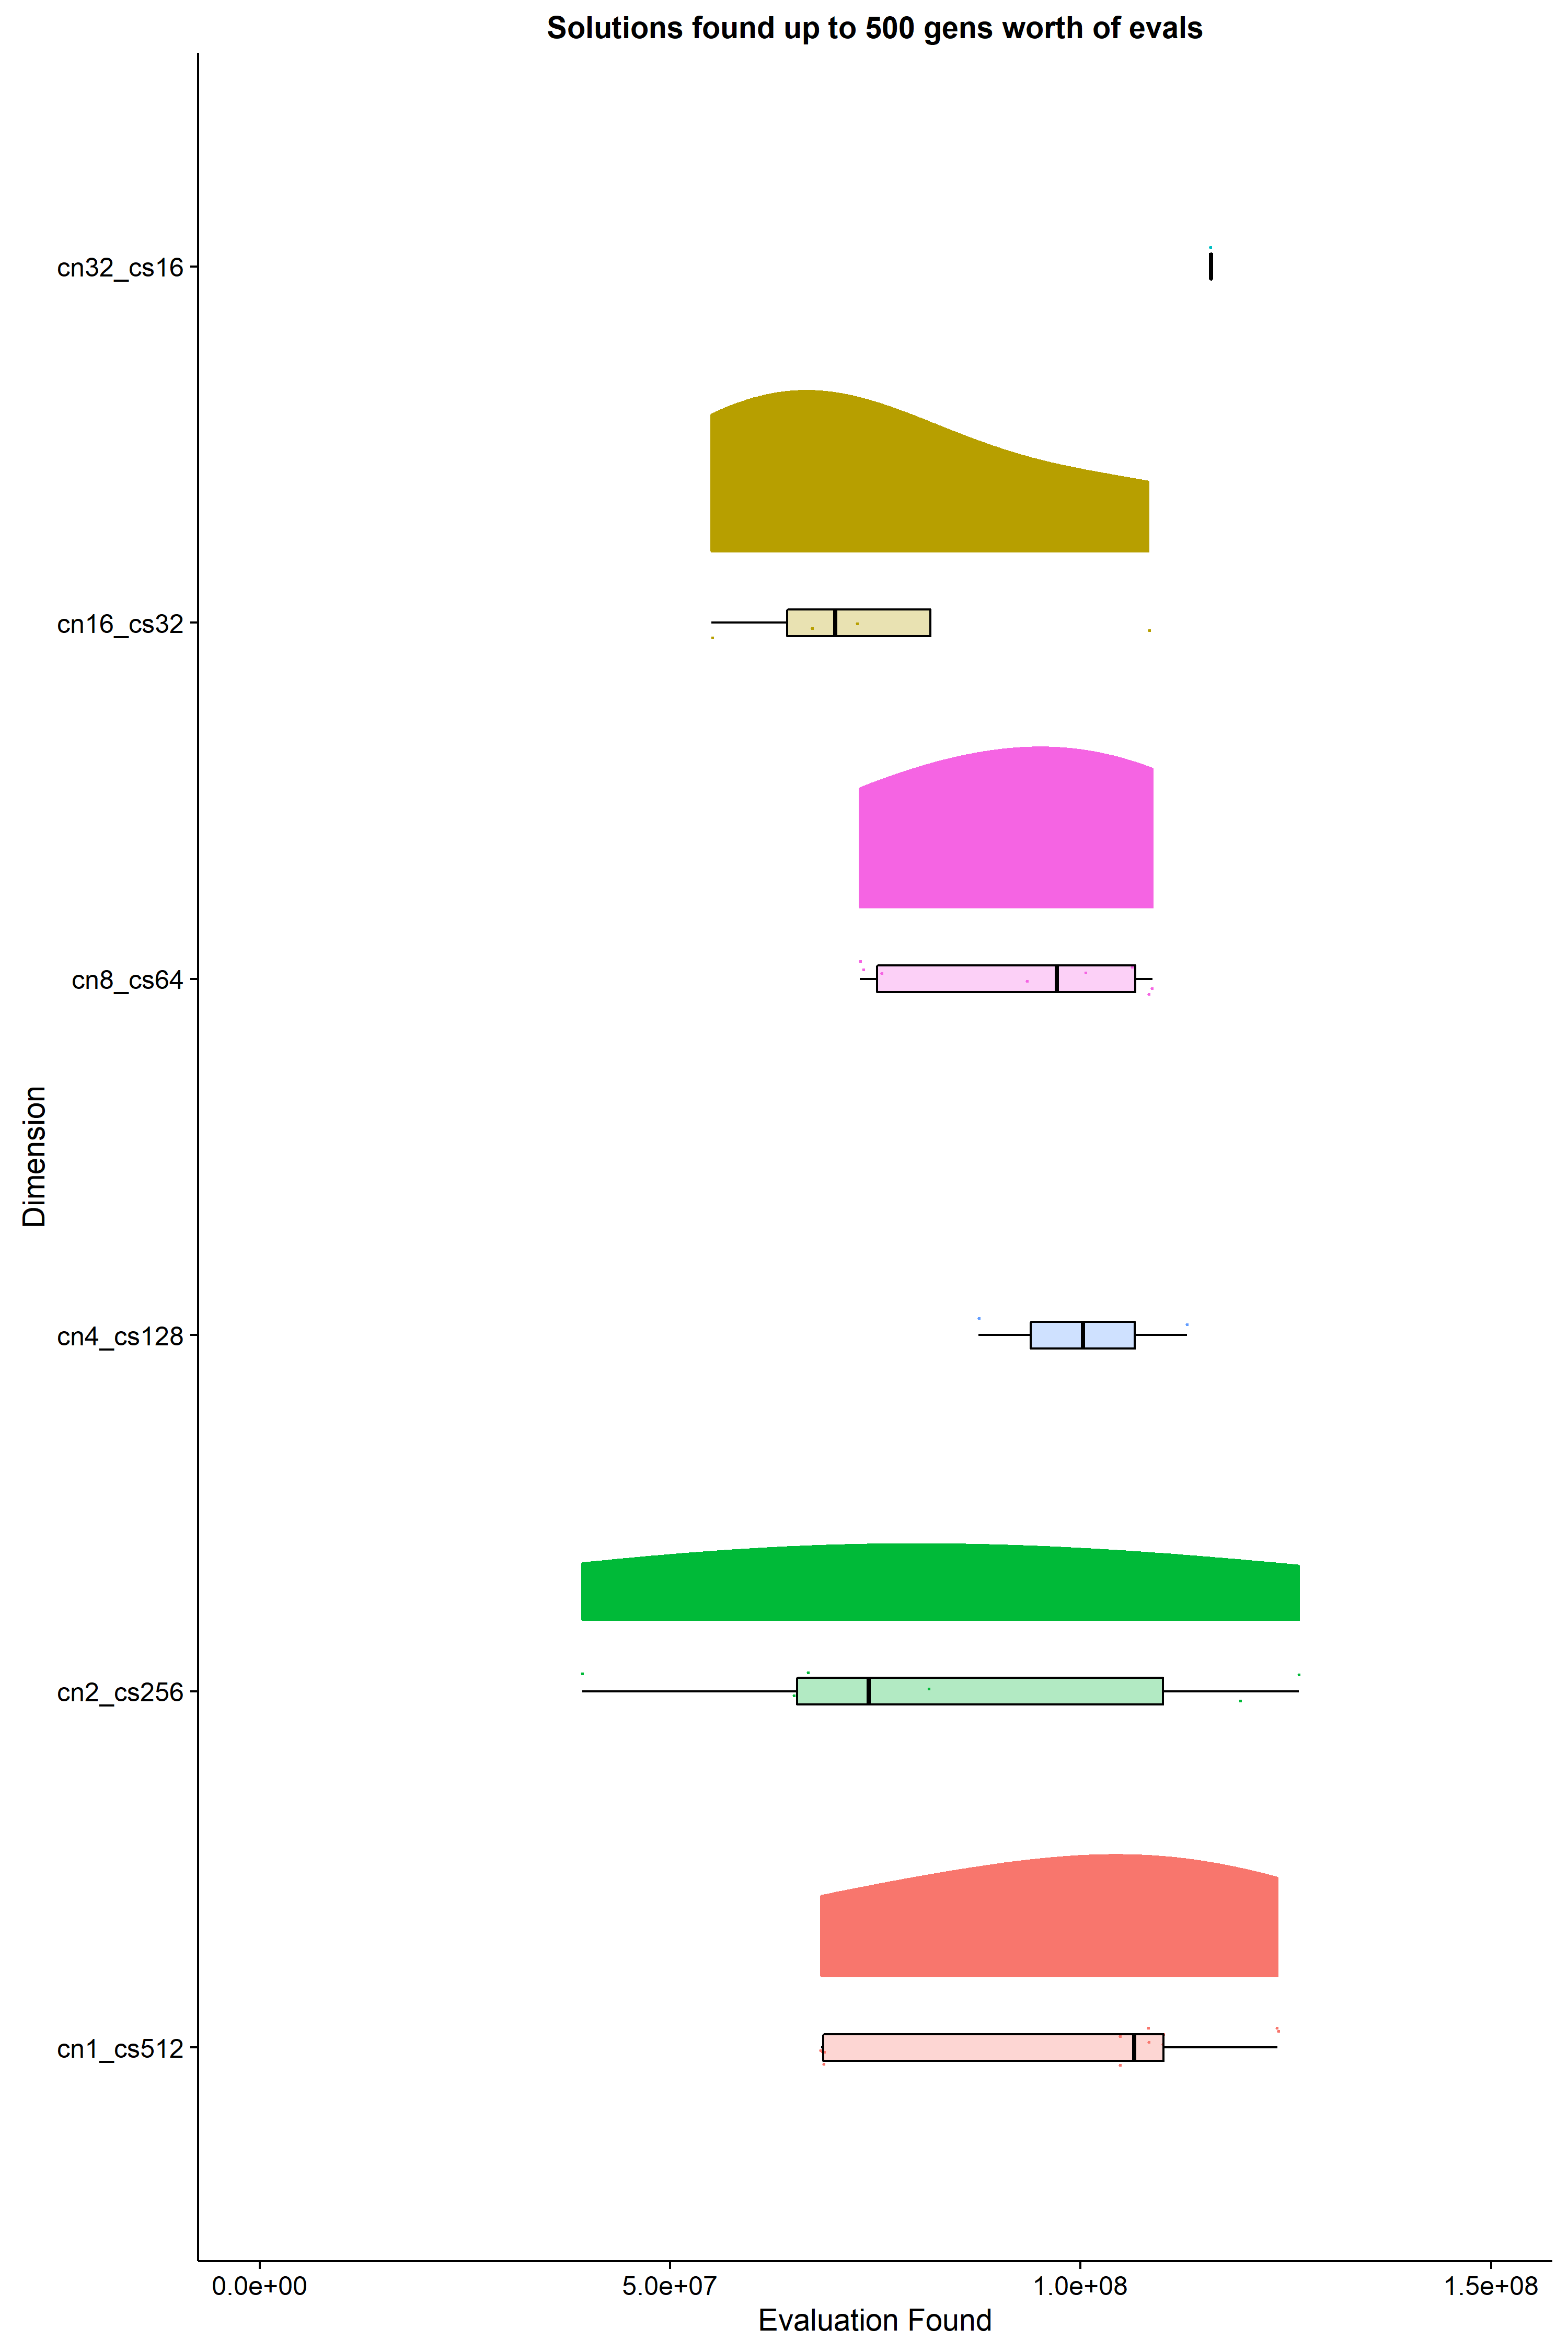 Solutions found up to 500 gens worth of evals
cn32_cs16
cn16_cs32
cn8_cs64
Dimension
cn4_cs128
cn2_cs256
cn1_cs512
0.0e+00
5.0e+07
1.0e+08
1.5e+08
Evaluation Found